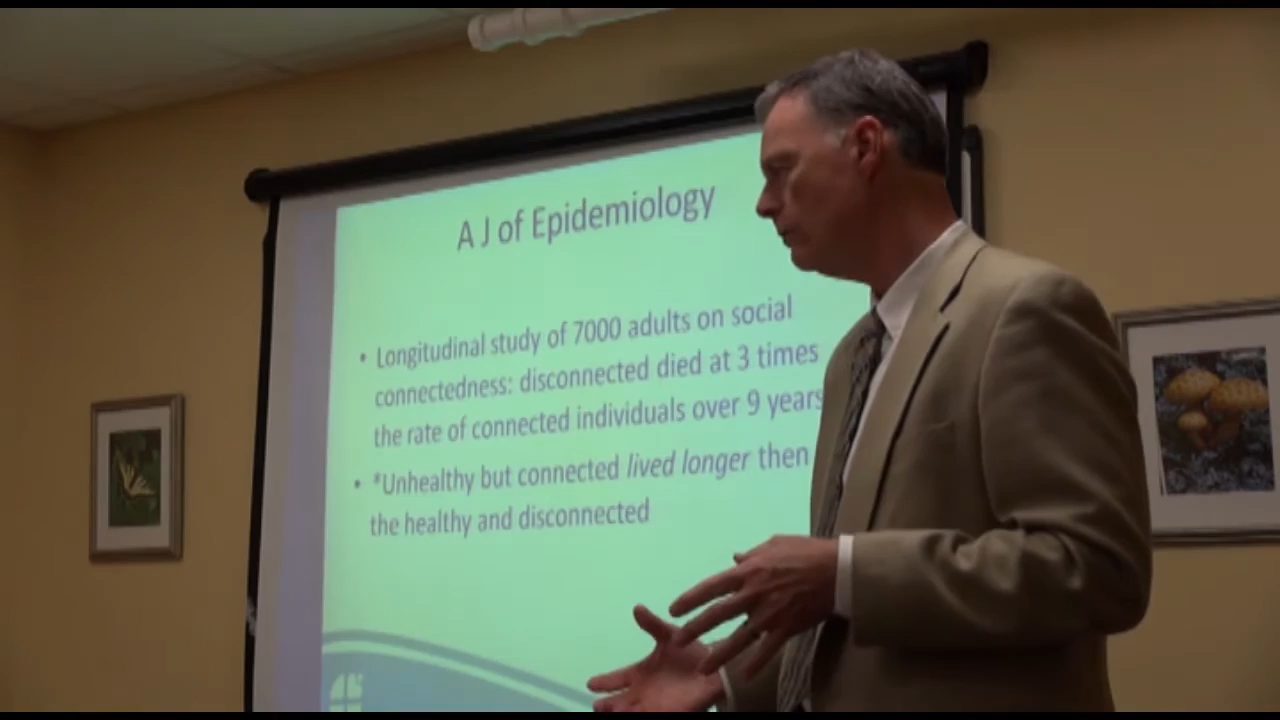 A J of Epidemiology
• Longitudinal study of 7000 adults on social
connectedness: disconnected died at 3 times
the rate of connected individuals over 9 years
• *Unhealthy but connected lived longer then
the healthy and disconnected